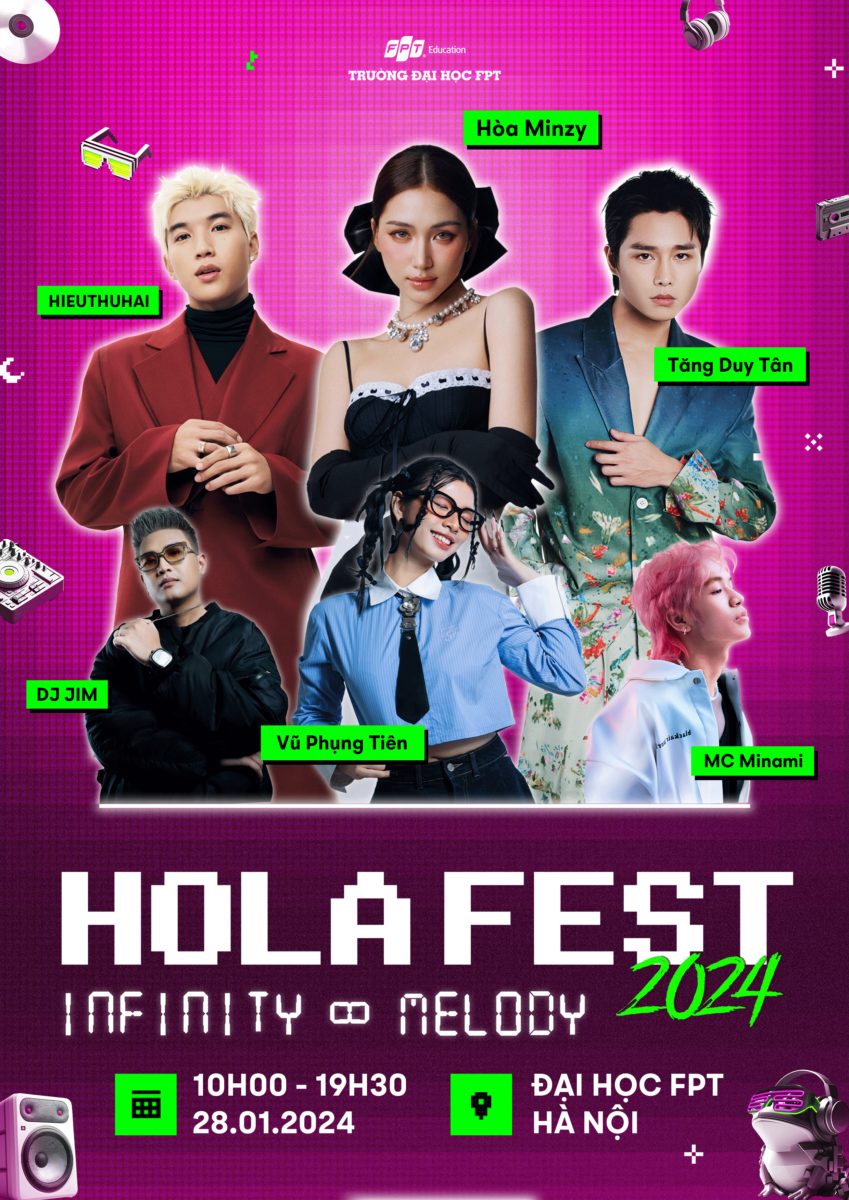 FPT Education
TRƯỜNG ĐẠI HỌC FPT
Hòa Minzy
HIEUTHUHAI
Tăng Duy Tân
DJ JIM
Vũ Phụng Tiên
MC Minami
HOLA FEST
2024
INFINITY ∞ MELODY
10H00 - 19H30
28.01.2024
ĐẠI HỌC FPT
HÀ NỘI